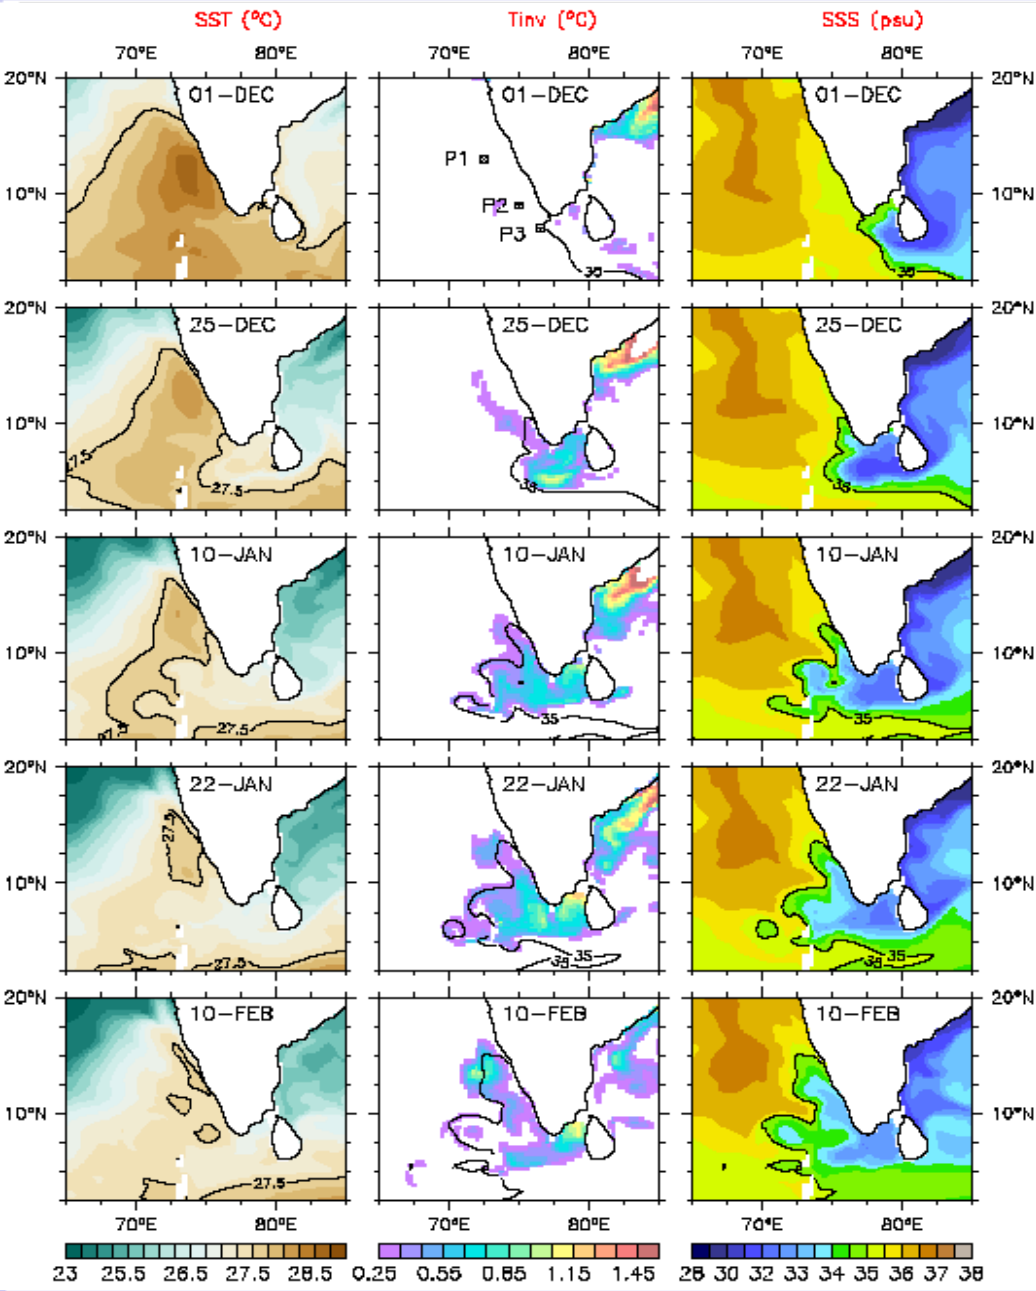 SST (°C) Tinv (°C) SSS (psu)
70°E 80°E 70°E 80°E 70°E 80°E
20°N 01-DEC 01-DEC 01-DEC 20°N
P1
10°N 10°N
P2
P3
35 35
20°N 25-DEC 25-DEC 25-DEC 20°N
10°N 10°N
27.5 27.5 35 35
20°N 10-JAN 10-JAN 10-JAN 20°N
10°N 10°N
27.5 27.5 35 35
20°N 22-JAN 22-JAN 22-JAN 20°N
27.5
10°N 10°N
27.5 35 35 35 35
20°N 10-FEB 10-FEB 10-FEB 20°N
10°N 10°N
27.5
70°E 80°E 70°E 80°E 70°E 80°E
23 25.5 26.5 27.5 28.5 0.25 0.55 0.85 1.15 1.45 28 30 32 33 34 35 36 37 38